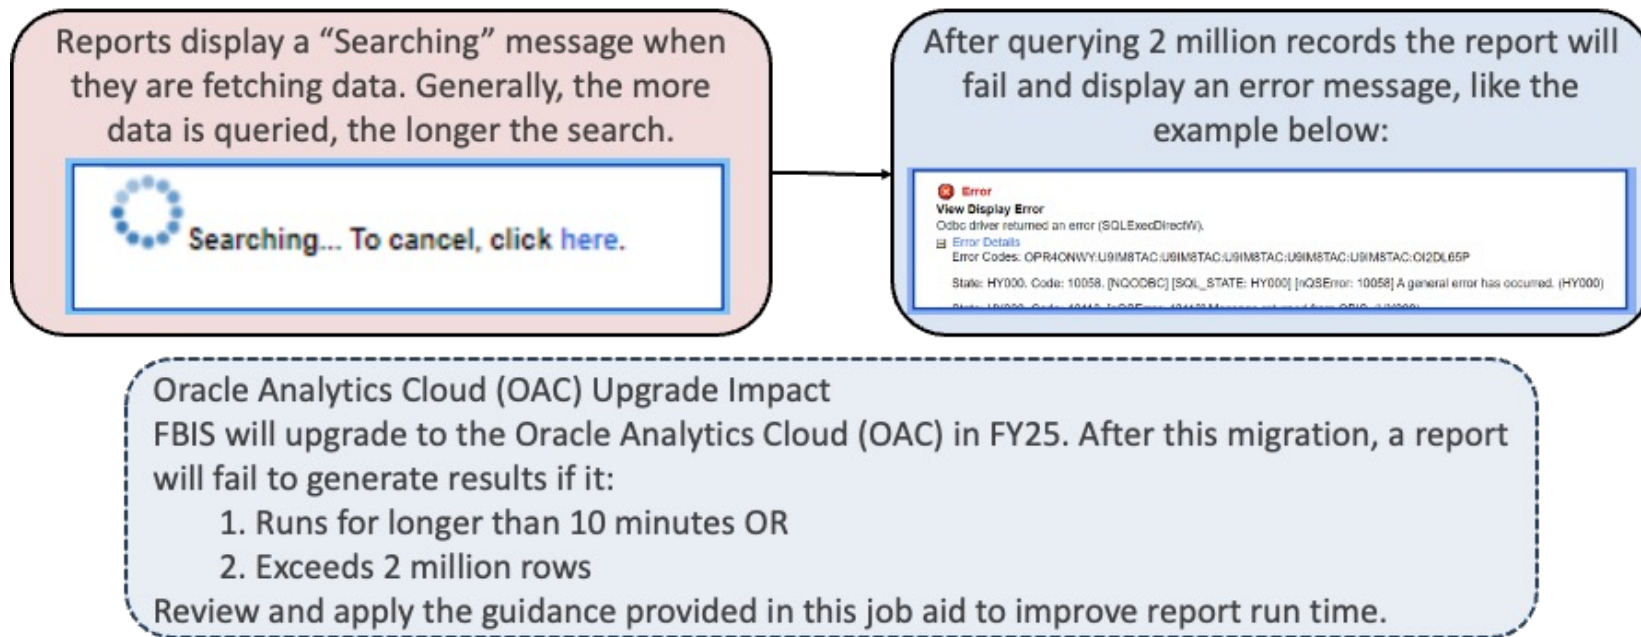 Reports display a “Searching” message when
they are fetching data. Generally, the more
data is queried, the longer the search.
Searching... To cancel, click here.
After querying 2 million records the report will
fail and display an error message, like the
example below:
Error
View Display Error
Odbc driver returned an error (SQLExecDirectW).
Error Details
Error Codes: OPR4ONWY:U9IM8TAC:U9IM8TAC:U9IM8TAC:U9IM8TAC:U9IM8TAC:OI2DL65P
State: HY000. Code: 10058. [NQODBC] [SQL_STATE: HY000] [nQSError: 10058] A general error has occurred. (HY000)
Oracle Analytics Cloud (OAC) Upgrade Impact
FBIS will upgrade to the Oracle Analytics Cloud (OAC) in FY25. After this migration, a report
will fail to generate results if it:
1. Runs for longer than 10 minutes OR
2. Exceeds 2 million rows
Review and apply the guidance provided in this job aid to improve report run time.